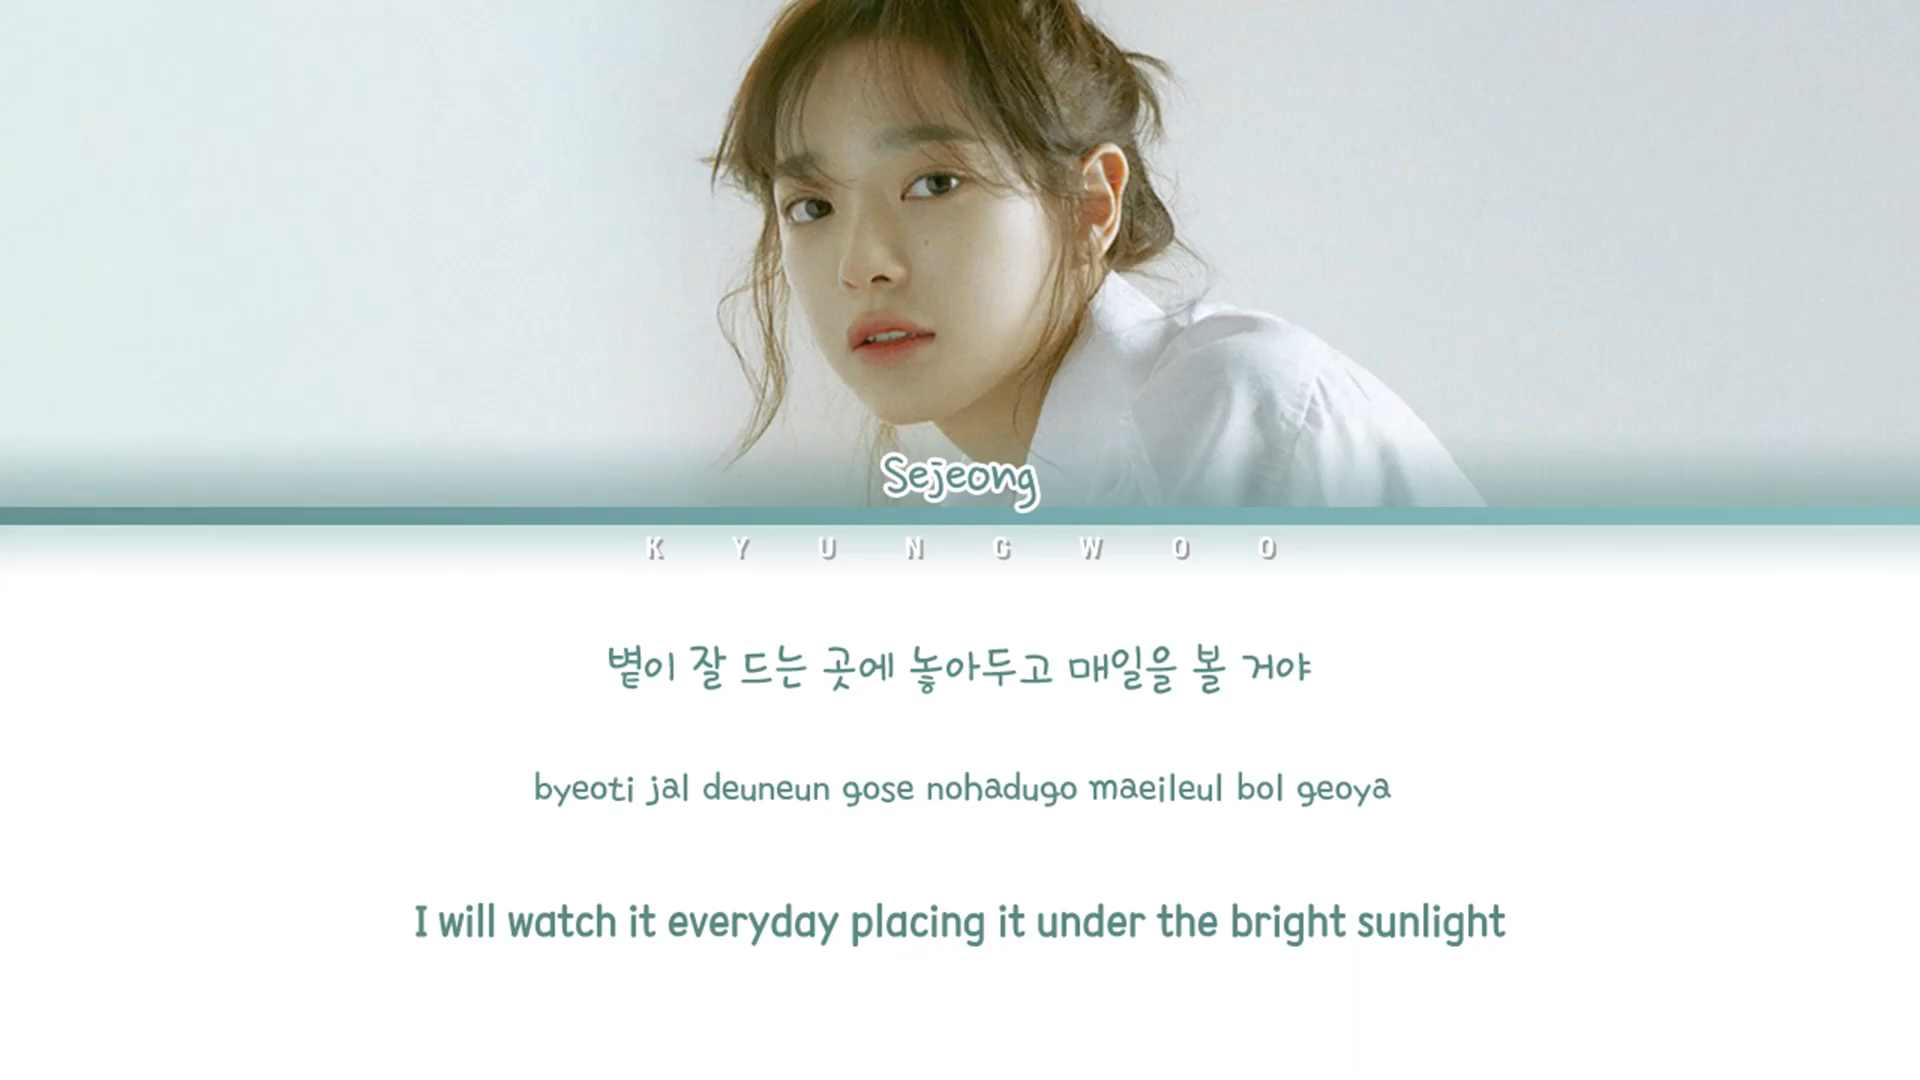 Sejeong
KYUNGWOO
볕이 잘 드는 곳에 놓아두고 매일을 볼 거야
byeoti jal deuneun gose nohadugo maeileul bol geoya
I will watch it everyday placing it under the bright sunlight